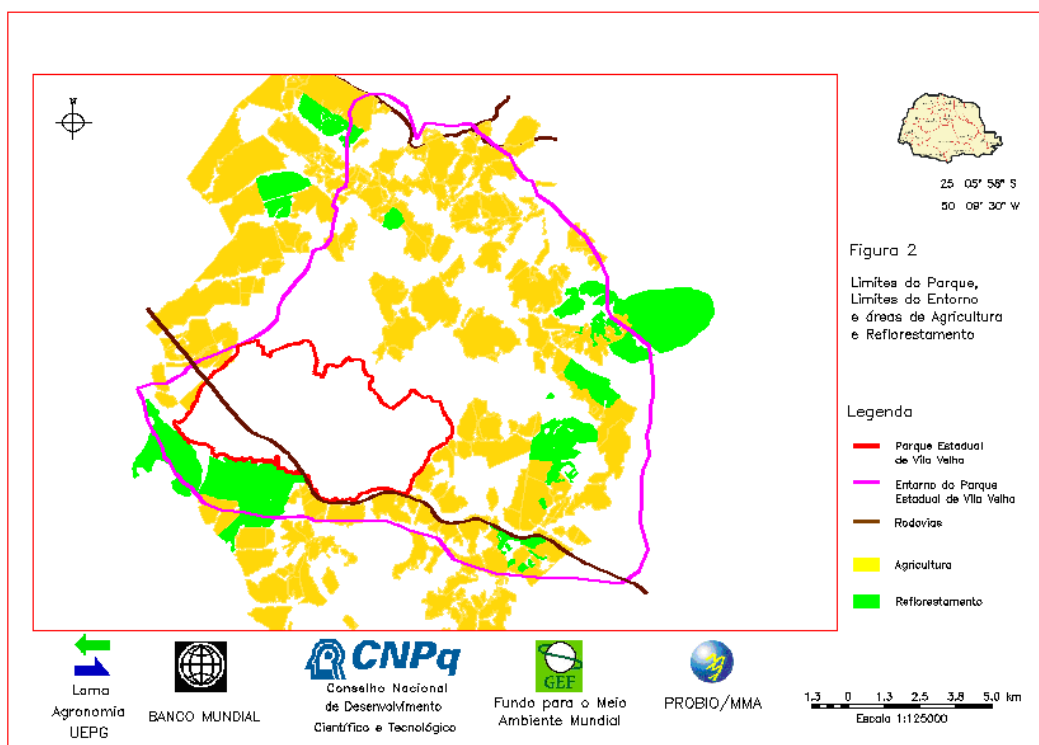 N
25 05' 58" S
50 09' 30" W
Figura 2
Limites do Parque,
Limites do Entorno
e áreas de Agricultura
e Reflorestamento
Legenda
Parque Estadual
de Vila Velha
Entorno do Parque
Estadual de Vila Velha
Rodovias
Agricultura
Reflorestamento
Lama
Agronomia
UEPG
BANCO MUNDIAL
CNPq
Conselho Nacional
de Desenvolvimento
Científico e Tecnológico
GEF
Fundo para o Meio
Ambiente Mundial
PROBIO/MMA
1.3 0 1.3 2.5 3.8 5.0 km
Escala 1:125000